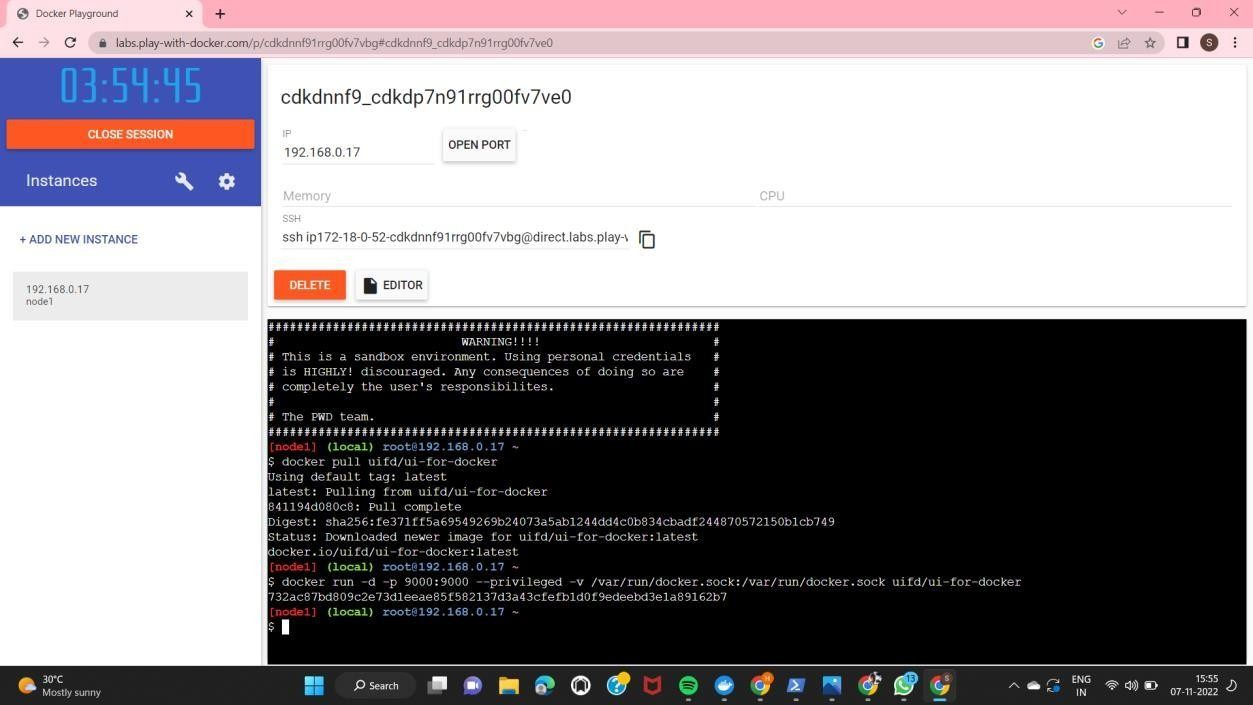 Docker Playground
labs.play-with-docker.com/p/cdkdnnf91rrg00fv7vbg#cdkdnnf9_cdkdp7n91rrg00fv7ve0
S
03:54:45
CLOSE SESSION
Instances
+ ADD NEW INSTANCE
192.168.0.17
node1
cdkdnnf9_cdkdp7n91rrg00fv7ve0
IP
192.168.0.17
OPEN PORT
Memory
CPU
SSH
ssh ip172-18-0-52-cdkdnnf91rrg00fv7vbg@direct.labs.play-w
DELETE
EDITOR
###############################################################
# WARNING!!!! #
# This is a sandbox environment. Using personal credentials #
# is HIGHLY! discouraged. Any consequences of doing so are #
# completely the user's responsibilites. #
# #
# The PWD team. #
###############################################################
[node1] (local) root@192.168.0.17 ~
$ docker pull uifd/ui-for-docker
Using default tag: latest
latest: Pulling from uifd/ui-for-docker
841194d080c8: Pull complete
Digest: sha256:fe371ff5a69549269b24073a5ab1244dd4c0b834cbadf244870572150b1cb749
Status: Downloaded newer image for uifd/ui-for-docker:latest
docker.io/uifd/ui-for-docker:latest
[node1] (local) root@192.168.0.17 ~
$ docker run -d -p 9000:9000 --privileged -v /var/run/docker.sock:/var/run/docker.sock uifd/ui-for-docker
732ac87bd809c2e73d1eeae85f582137d3a43cfefb1d0f9edeebd3e1a89162b7
[node1] (local) root@192.168.0.17 ~
$
30°C
Mostly sunny
Search
13
ENG
IN
15:55
07-11-2022